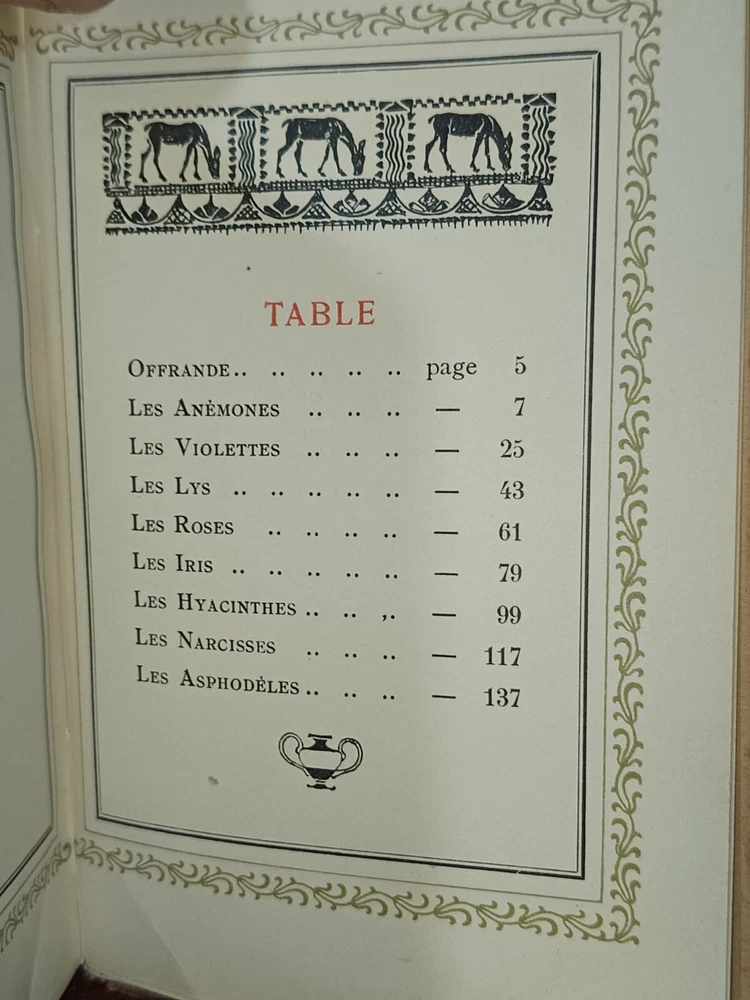 TABLE
OFFRANDE.. .. .. .. .. page 5
LES ANÉMONES .. .. .. — 7
LES VIOLETTES .. .. .. — 25
LES LYS .. .. .. .. .. — 43
LES ROSES .. .. .. .. — 61
LES IRIS .. .. .. .. .. — 79
LES HYACINTHES .. .. ,. — 99
LES NARCISSES .. .. .. — 117
LES ASPHODÈLES .. .. .. — 137